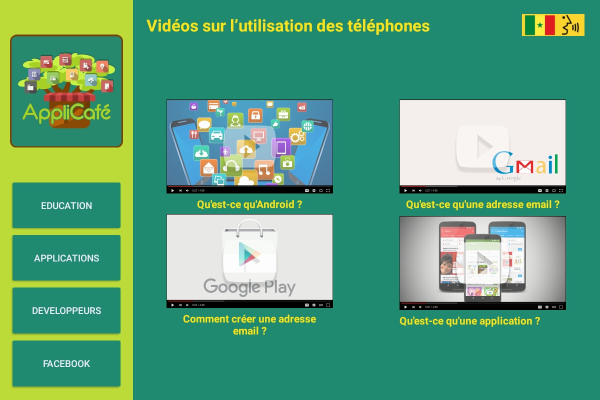 Vidéos sur l'utilisation des téléphones
AppliCafé
EDUCATION
APPLICATIONS
DEVELOPPEURS
FACEBOOK
Qu'est-ce qu'Android ?
Gmail
Qu'est-ce qu'une adresse email ?
Google Play
Comment créer une adresse
email ?
Qu'est-ce qu'une application ?